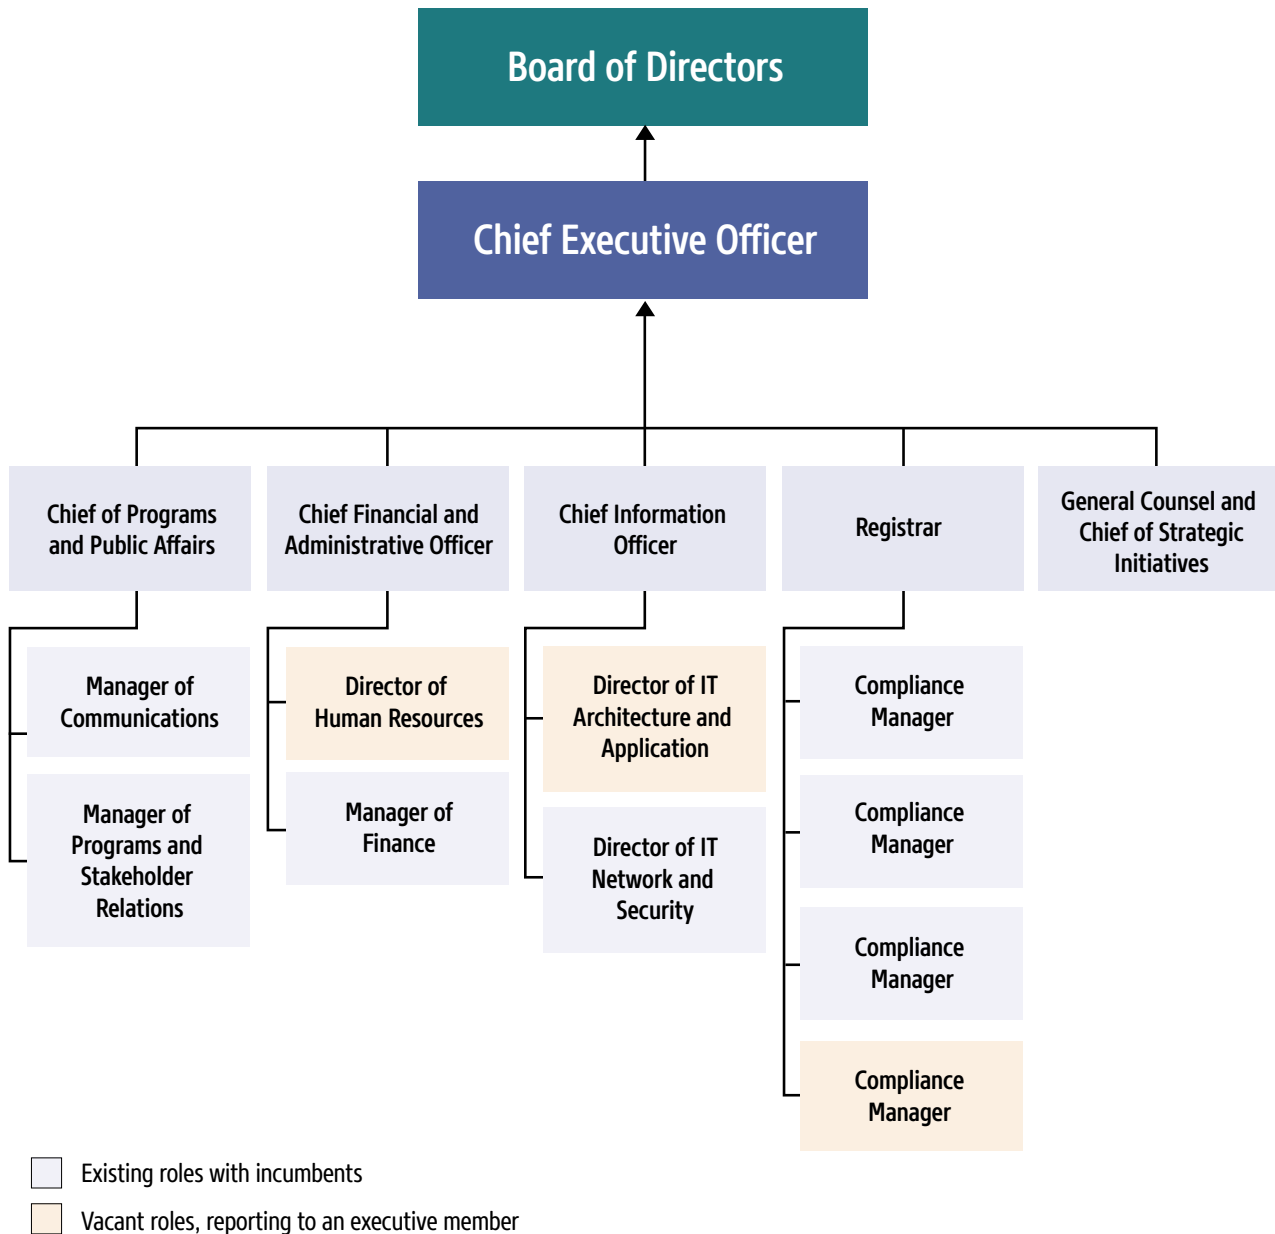 Board of Directors
Chief Executive Officer
Chief of Programs
and Public Affairs
Chief Financial and
Administrative Officer
Chief Information
Officer
Registrar
General Counsel and
Chief of Strategic
Initiatives
Manager of
Communications
Manager of
Programs and
Stakeholder
Relations
Director of
Human Resources
Manager of
Finance
Director of IT
Architecture and
Application
Director of IT
Network and
Security
Compliance
Manager
Compliance
Manager
Compliance
Manager
Compliance
Manager
Existing roles with incumbents
Vacant roles, reporting to an executive member